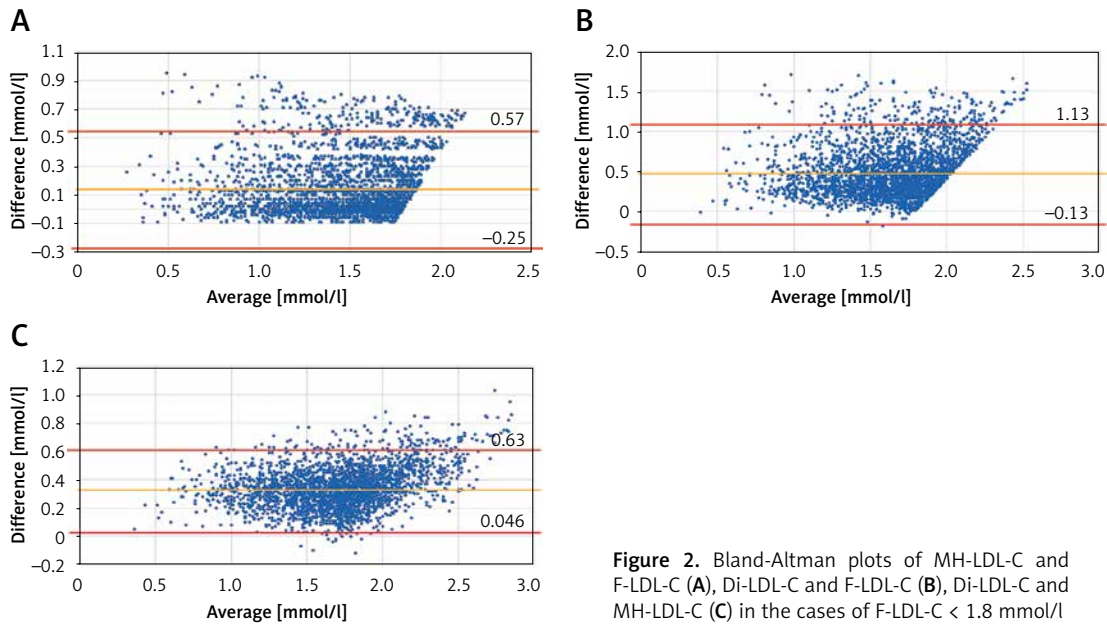 A
Difference [mmol/l]
1.1
0.9
0.7
0.5
0.3
0.1
–0.1
–0.3
0.57
–0.25
0 0.5 1.0 1.5 2.0 2.5
Average [mmol/l]
B
Difference [mmol/l]
2.0
1.5
1.0
0.5
0
–0.5
1.13
–0.13
0 0.5 1.0 1.5 2.0 2.5 3.0
Average [mmol/l]
C
Difference [mmol/l]
1.2
1.0
0.8
0.6
0.4
0.2
0
–0.2
0.63
0.046
0 0.5 1.0 1.5 2.0 2.5 3.0
Average [mmol/l]
Figure 2. Bland-Altman plots of MH-LDL-C and
F-LDL-C (A), Di-LDL-C and F-LDL-C (B), Di-LDL-C and
MH-LDL-C (C) in the cases of F-LDL-C < 1.8 mmol/l